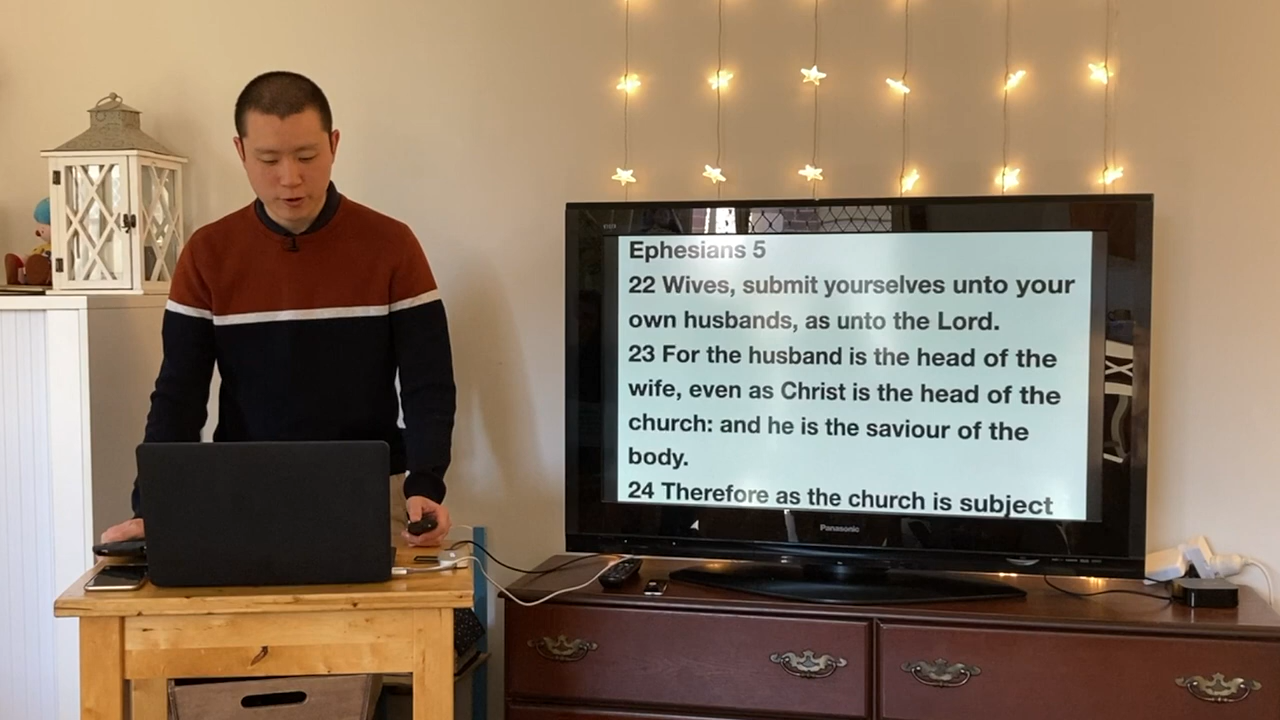 Ephesians 5
22 Wives, submit yourselves unto your
own husbands, as unto the Lord.
23 For the husband is the head of the
wife, even as Christ is the head of the
church: and he is the saviour of the
body.
24 Therefore as the church is subject
Panasonic